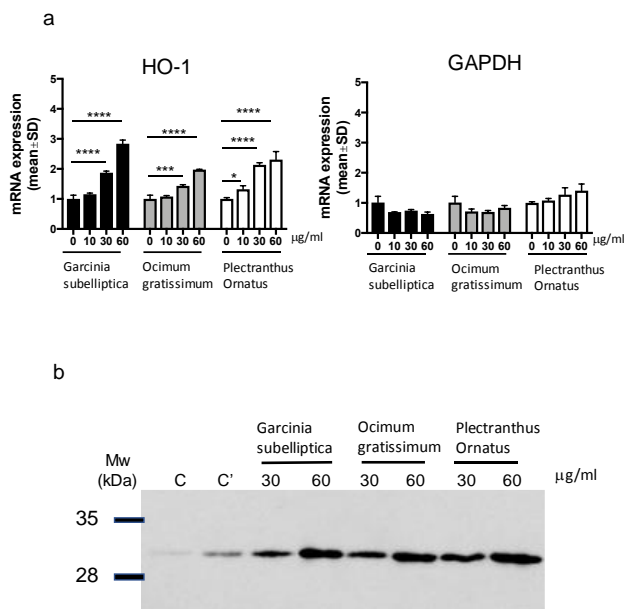 a
HO-1
mRNA expression
(mean±SD)
5
4
3
2
1
0
****
****
****
***
****
****
*
0 10 30 60 0 10 30 60 0 10 30 60 μg/ml
Garcinia
subelliptica
Ocimum
gratissimum
Plectranthus
Ornatus
GAPDH
mRNA expression
(mean±SD)
5
4
3
2
1
0
0 10 30 60 0 10 30 60 0 10 30 60 μg/ml
Garcinia
subelliptica
Ocimum
gratissimum
Plectranthus
Ornatus
b
Garcinia
subelliptica
Ocimum
gratissimum
Plectranthus
Ornatus
Mw
(kDa)
C C' 30 60 30 60 30 60 μg/ml
35
28